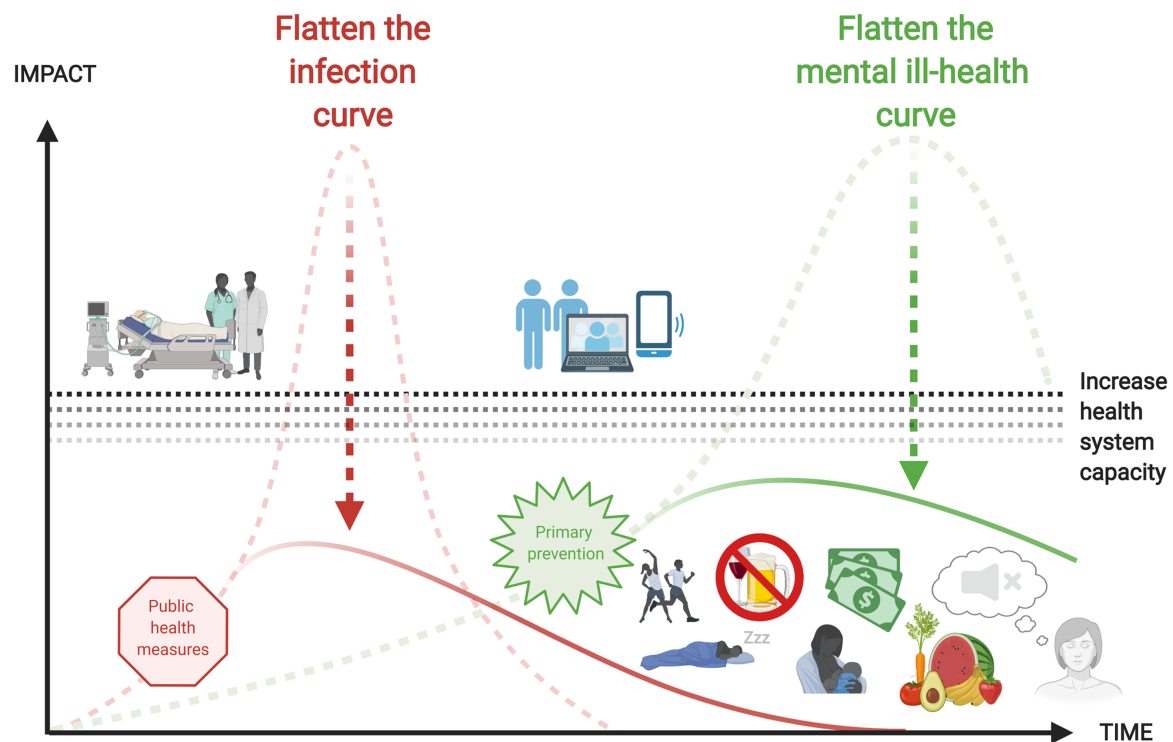 Flatten the
infection
curve
Flatten the
mental ill-health
curve
IMPACT
Increase
health
system
capacity
Primary
prevention
Public
health
measures
Zzz
$
TIME